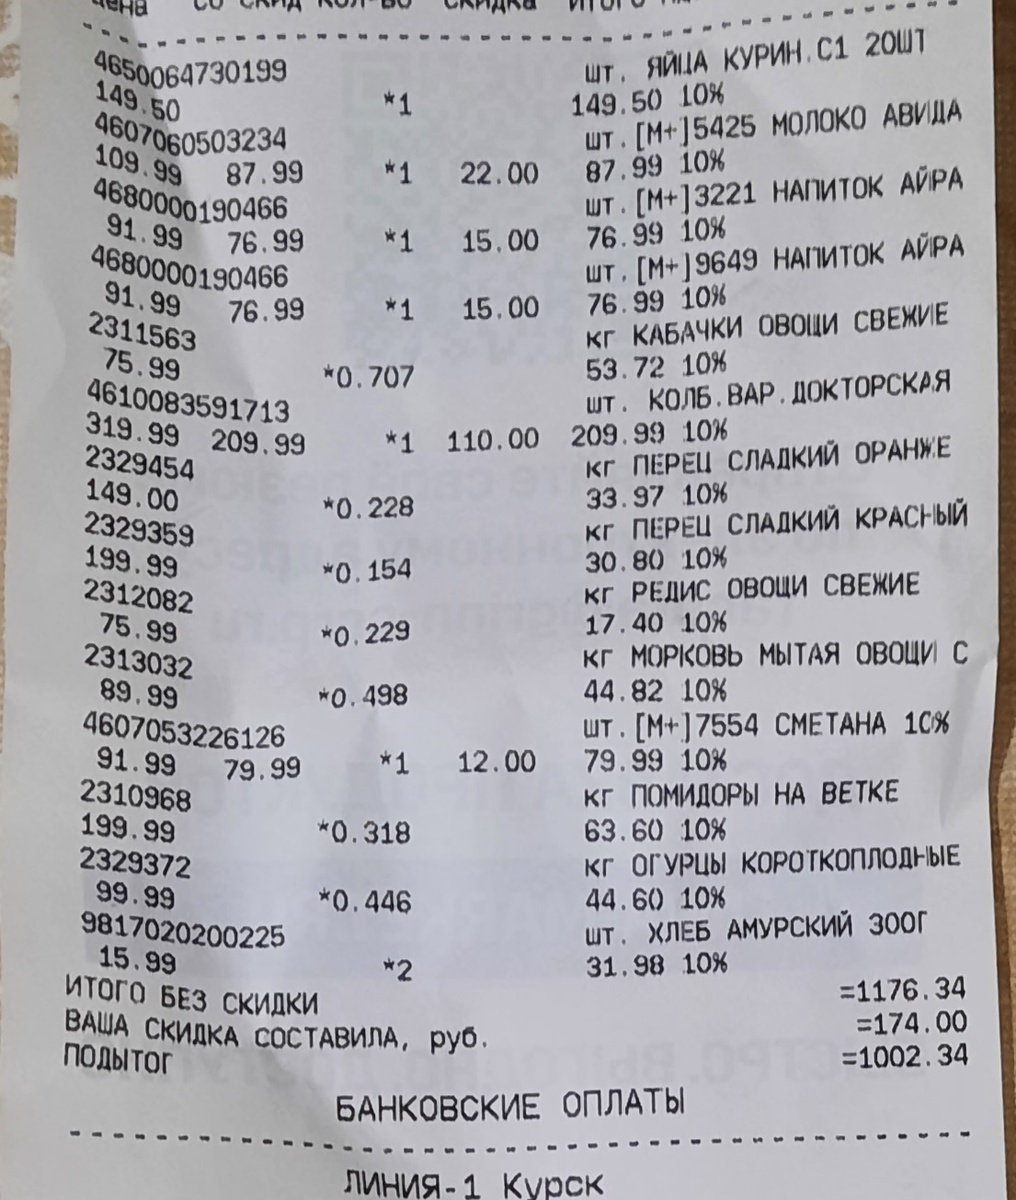 цена со скид кол-во скидка итого
4650064730199 шт. ЯЙЦА КУРИН.С1 20ШТ
149.50 *1 149.50 10%
4607060503234 шт.[М+]5425 МОЛОКО АВИДА
109.99 87.99 *1 22.00 87.99 10%
4680000190466 шт.[М+]3221 НАПИТОК АЙРА
91.99 76.99 *1 15.00 76.99 10%
4680000190466 шт.[М+]9649 НАПИТОК АЙРА
91.99 76.99 *1 15.00 76.99 10%
2311563 кг КАБАЧКИ ОВОЩИ СВЕЖИЕ
75.99 *0.707 53.72 10%
4610083591713 шт. КОЛБ.ВАР.ДОКТОРСКАЯ
319.99 209.99 *1 110.00 209.99 10%
2329454 кг ПЕРЕЦ СЛАДКИЙ ОРАНЖЕ
149.00 *0.228 33.97 10%
2329359 кг ПЕРЕЦ СЛАДКИЙ КРАСНЫЙ
199.99 *0.154 30.80 10%
2312082 кг РЕДИС ОВОЩИ СВЕЖИЕ
75.99 *0.229 17.40 10%
2313032 кг МОРКОВЬ МЫТАЯ ОВОЩИ С
89.99 *0.498 44.82 10%
4607053226126 шт.[М+]7554 СМЕТАНА 10%
91.99 79.99 *1 12.00 79.99 10%
2310968 кг ПОМИДОРЫ НА ВЕТКЕ
199.99 *0.318 63.60 10%
2329372 кг ОГУРЦЫ КОРОТКОПЛОДНЫЕ
99.99 *0.446 44.60 10%
9817020200225 шт. ХЛЕБ АМУРСКИЙ 300Г
15.99 *2 31.98 10%
ИТОГО БЕЗ СКИДКИ =1176.34
ВАША СКИДКА СОСТАВИЛА, руб. =174.00
ПОДЫТОГ =1002.34
БАНКОВСКИЕ ОПЛАТЫ
ЛИНИЯ-1 Курск